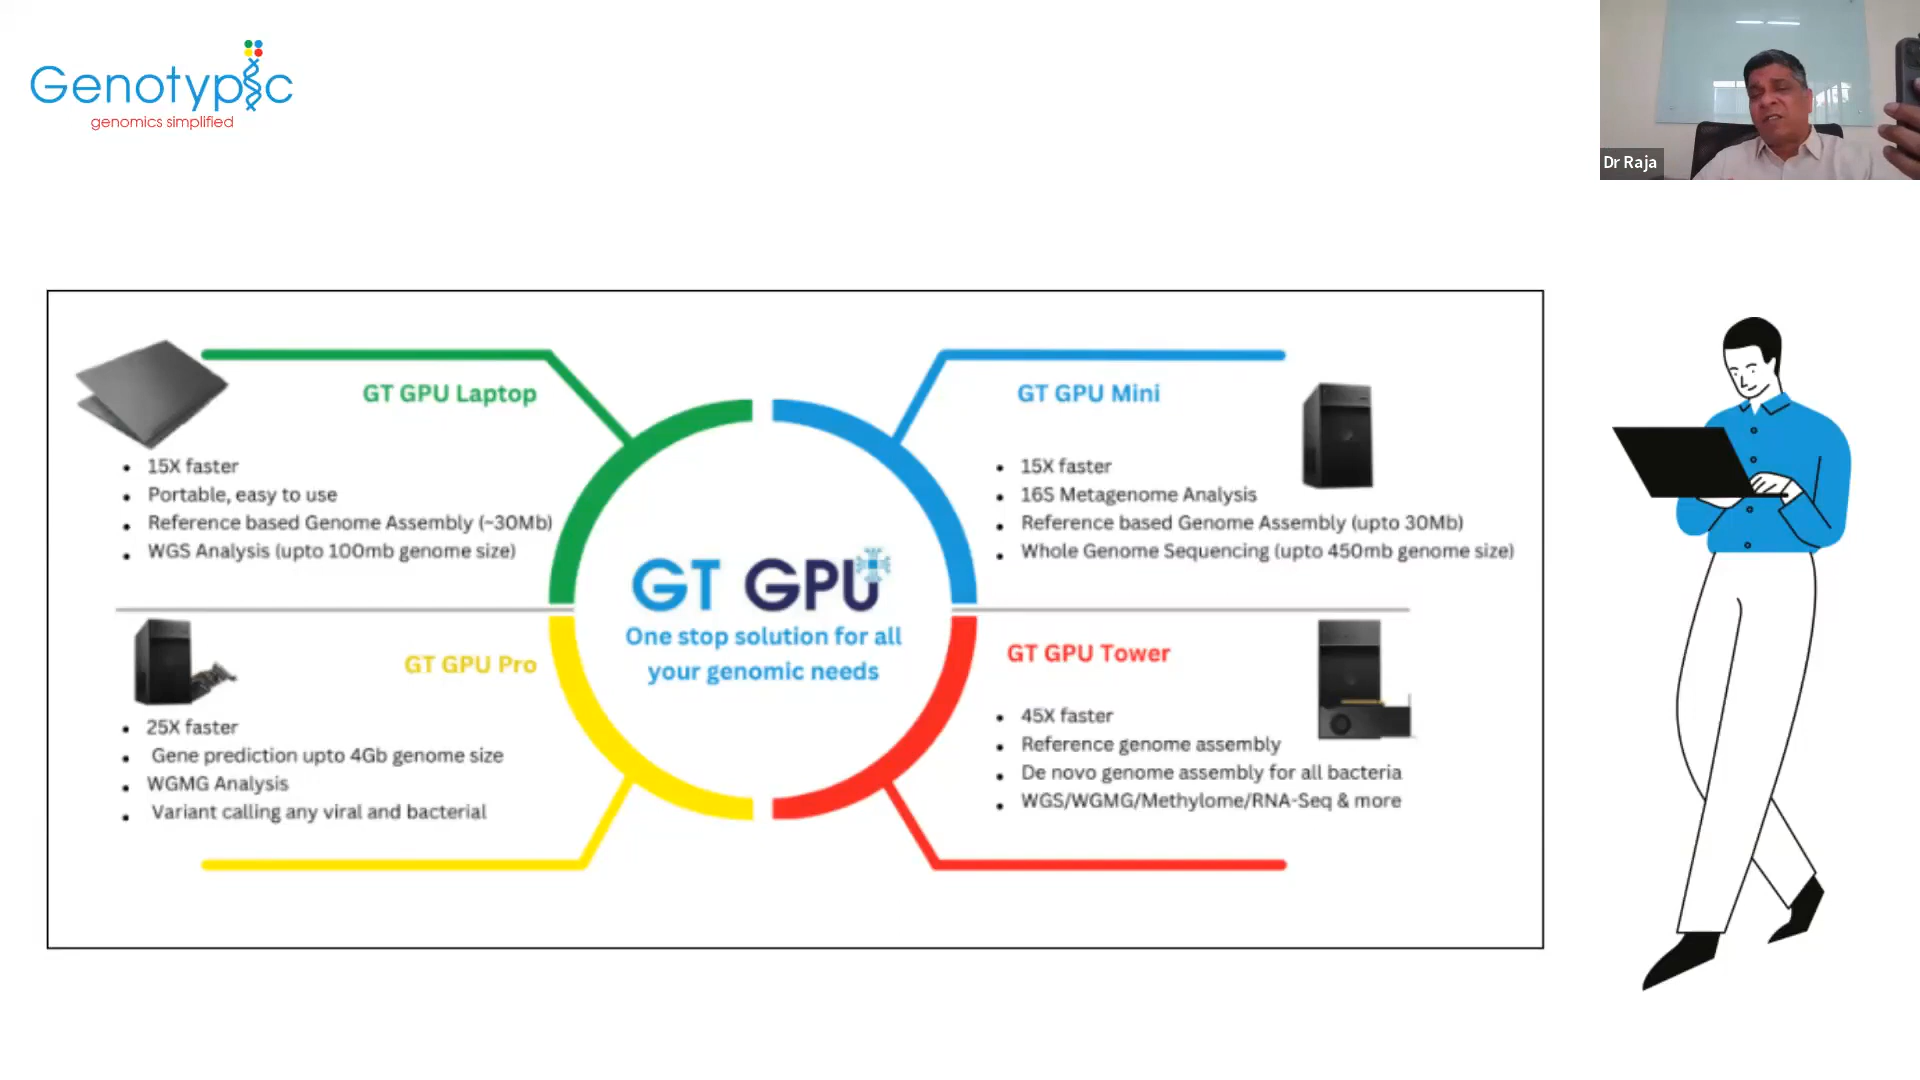 Genotypic
genomics simplified
Dr Raja
GT GPU Laptop
15X faster
Portable, easy to use
Reference based Genome Assembly (~30Mb)
WGS Analysis (upto 100mb genome size)
GT GPU Mini
15X faster
16S Metagenome Analysis
Reference based Genome Assembly (upto 30Mb)
Whole Genome Sequencing (upto 450mb genome size)
GT GPU
One stop solution for all
your genomic needs
GT GPU Pro
25X faster
Gene prediction upto 4Gb genome size
WGMG Analysis
Variant calling any viral and bacterial
GT GPU Tower
45X faster
Reference genome assembly
De novo genome assembly for all bacteria
WGS/WGMG/Methylome/RNA-Seq & more